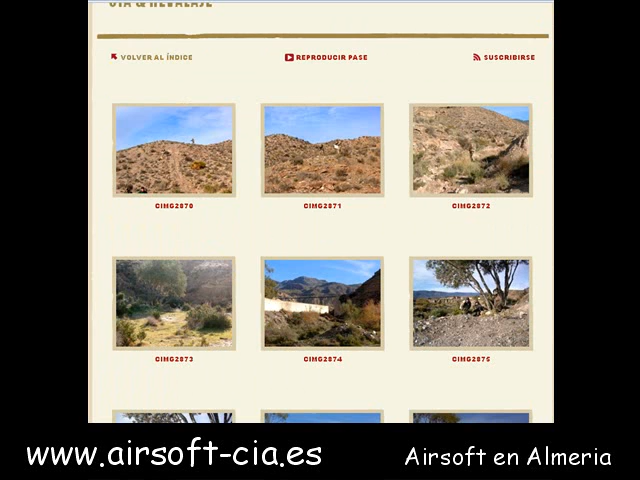 VOLVER AL ÍNDICE
REPRODUCIR PASE
SUSCRIBIRSE
CIMG2870
CIMG2871
CIMG2872
CIMG2873
CIMG2874
CIMG2875
www.airsoft-cia.es
Airsoft en Almeria